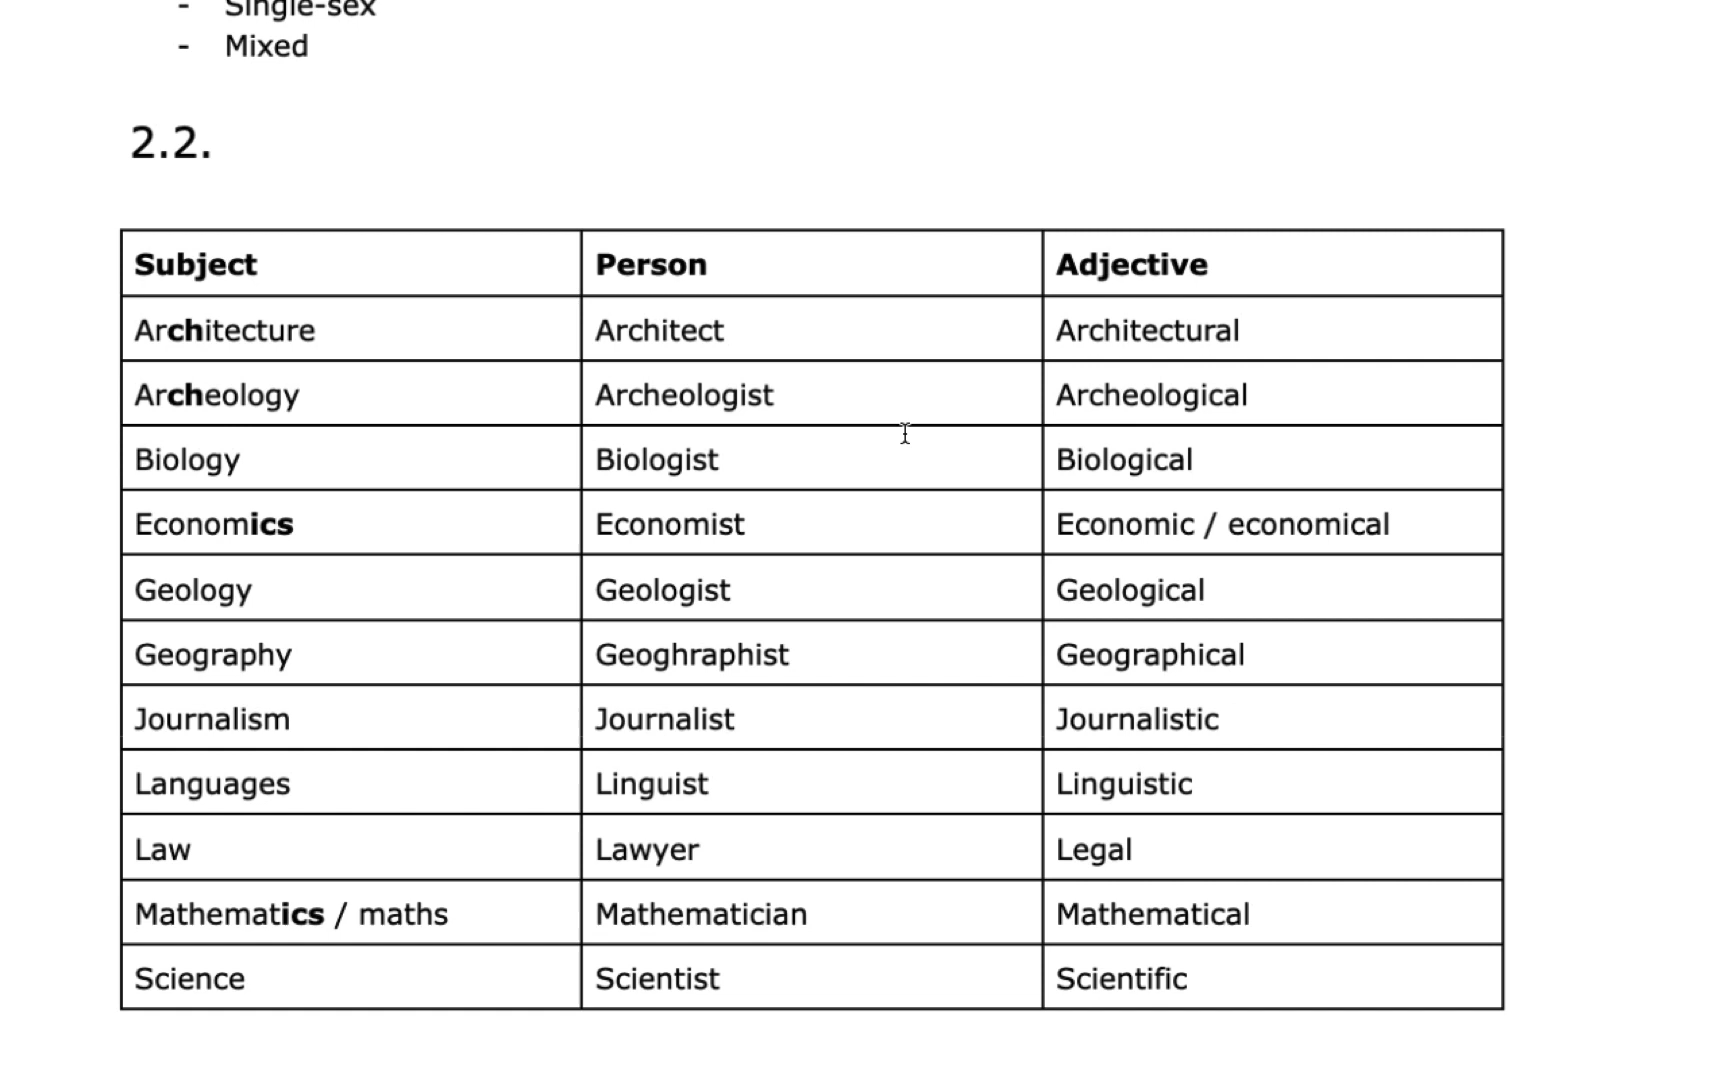 - Single-sex
- Mixed
2.2.
Subject Person Adjective
Architecture Architect Architectural
Archeology Archeologist Archeological
Biology Biologist Biological
Economics Economist Economic / economical
Geology Geologist Geological
Geography Geoghraphist Geographical
Journalism Journalist Journalistic
Languages Linguist Linguistic
Law Lawyer Legal
Mathematics / maths Mathematician Mathematical
Science Scientist Scientific